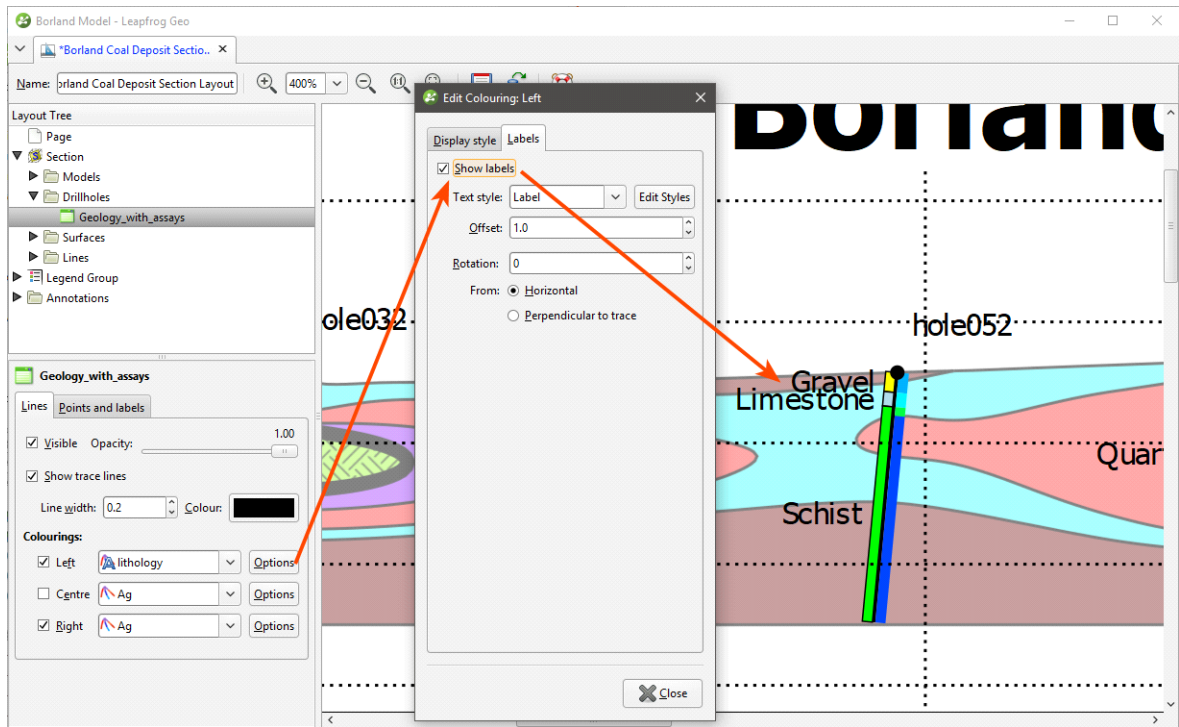 Borland Model - Leapfrog Geo
*Borland Coal Deposit Sectio..
Name: orland Coal Deposit Section Layout 400%
Layout Tree
Page
Section
Models
Drillholes
Geology_with_assays
Surfaces
Lines
Legend Group
Annotations
Geology_with_assays
Lines Points and labels
Visible Opacity: 1.00
Show trace lines
Line width: 0.2 Colour:
Colourings:
Left lithology Options
Centre Ag Options
Right Ag Options
Edit Colouring: Left
Display style Labels
Show labels
Text style: Label Edit Styles
Offset: 1.0
Rotation: 0
From: Horizontal
Perpendicular to trace
Close
Borland
ole032
hole052
Gravel
Limestone
Quar
Schist